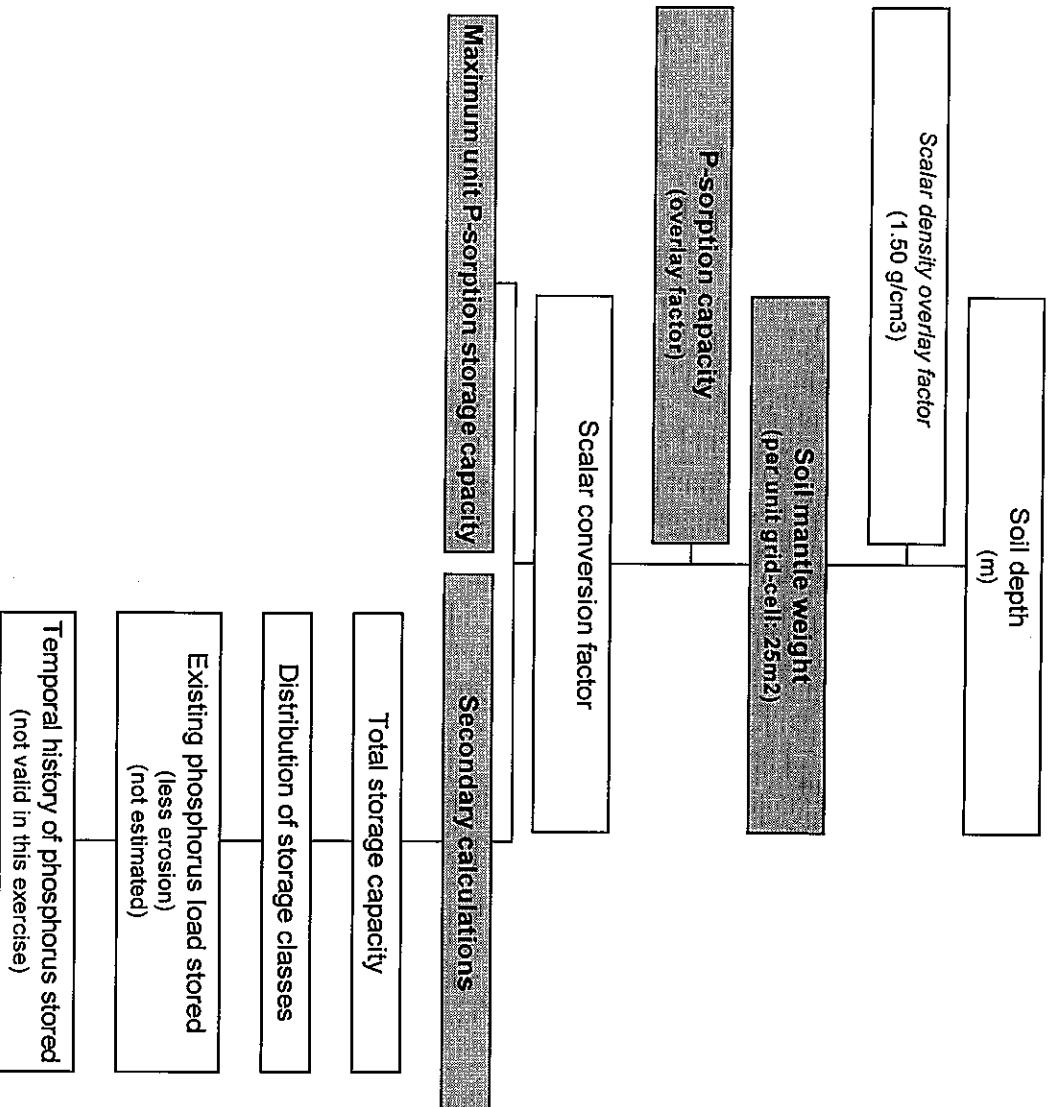 Soil depth
(m)
Scalar density overlay factor
(1.50 g/cm3)
Soil mantle weight
(per unit grid-cell: 25m2)
P-sorption capacity
(overlay factor)
Scalar conversion factor
Maximum unit P-sorption storage capacity
Secondary calculations
Total storage capacity
Distribution of storage classes
Existing phosphorus load stored
(less erosion)
(not estimated)
Temporal history of phosphorus stored
(not valid in this exercise)